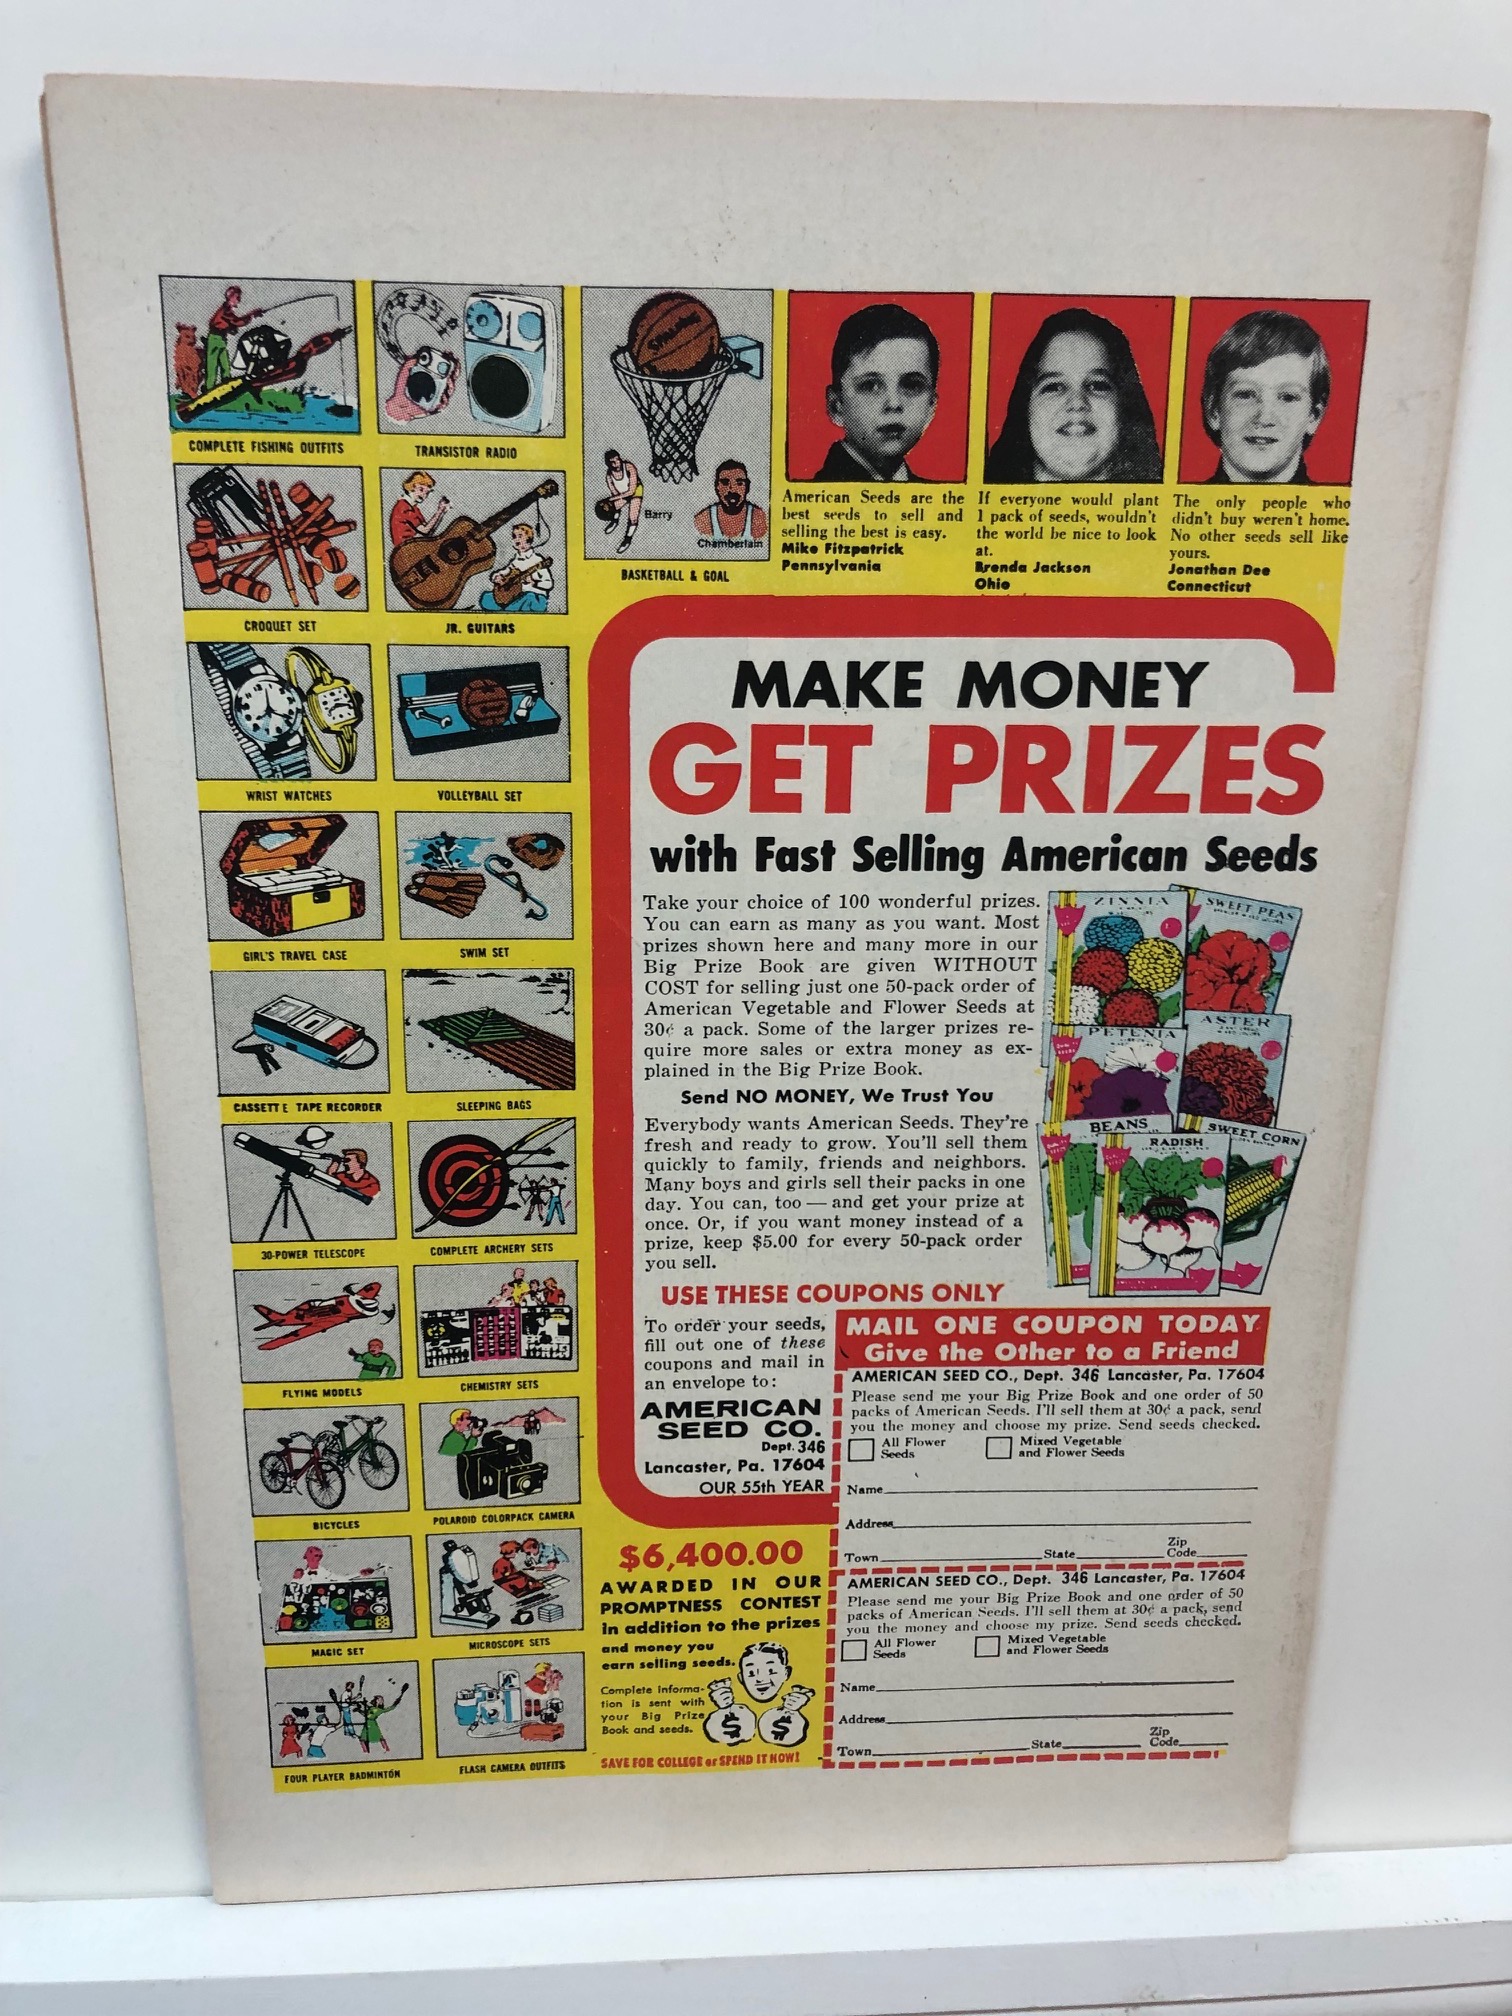 COMPLETE FISHING OUTFITS
TRANSISTOR RADIO
SPALDING
Barry
Chamberlain
BASKETBALL & GOAL
CROQUET SET
JR. GUITARS
WRIST WATCHES
VOLLEYBALL SET
GIRL'S TRAVEL CASE
SWIM SET
CASSETTE TAPE RECORDER
SLEEPING BAGS
30-POWER TELESCOPE
COMPLETE ARCHERY SETS
FLYING MODELS
CHEMISTRY SETS
BICYCLES
POLAROID COLORPACK CAMERA
MAGIC SET
MICROSCOPE SETS
FOUR PLAYER BADMINTON
FLASH CAMERA OUTFITS
American Seeds are the
best seeds to sell and
selling the best is easy.
Mike Fitzpatrick
Pennsylvania
If everyone would plant
1 pack of seeds, wouldn't
the world be nice to look
at.
Brenda Jackson
Ohio
The only people who
didn't buy weren't home.
No other seeds sell like
yours.
Jonathan Dee
Connecticut
MAKE MONEY
GET PRIZES
with Fast Selling American Seeds
Take your choice of 100 wonderful prizes.
You can earn as many as you want. Most
prizes shown here and many more in our
Big Prize Book are given WITHOUT
COST for selling just one 50-pack order of
American Vegetable and Flower Seeds at
30¢ a pack. Some of the larger prizes re-
quire more sales or extra money as ex-
plained in the Big Prize Book.
Send NO MONEY, We Trust You
Everybody wants American Seeds. They're
fresh and ready to grow. You'll sell them
quickly to family, friends and neighbors.
Many boys and girls sell their packs in one
day. You can, too — and get your prize at
once. Or, if you want money instead of a
prize, keep $5.00 for every 50-pack order
you sell.
ZINNIA
SWEET PEAS
PETUNIA
ASTER
BEANS
RADISH
SWEET CORN
USE THESE COUPONS ONLY
To order your seeds,
fill out one of these
coupons and mail in
an envelope to:
AMERICAN
SEED CO.
Dept. 346
Lancaster, Pa. 17604
OUR 55th YEAR
MAIL ONE COUPON TODAY
Give the Other to a Friend
AMERICAN SEED CO., Dept. 346 Lancaster, Pa. 17604
Please send me your Big Prize Book and one order of 50
packs of American Seeds. I'll sell them at 30¢ a pack, send
you the money and choose my prize. Send seeds checked.
All Flower Seeds
Mixed Vegetable and Flower Seeds
Name
Address
Town State Zip Code
AMERICAN SEED CO., Dept. 346 Lancaster, Pa. 17604
Please send me your Big Prize Book and one order of 50
packs of American Seeds. I'll sell them at 30¢ a pack, send
you the money and choose my prize. Send seeds checked.
All Flower Seeds
Mixed Vegetable and Flower Seeds
Name
Address
Town State Zip Code
$6,400.00
AWARDED IN OUR
PROMPTNESS CONTEST
in addition to the prizes
and money you
earn selling seeds.
Complete informa-
tion is sent with
your Big Prize
Book and seeds.
$ $
SAVE FOR COLLEGE or SPEND IT NOW!